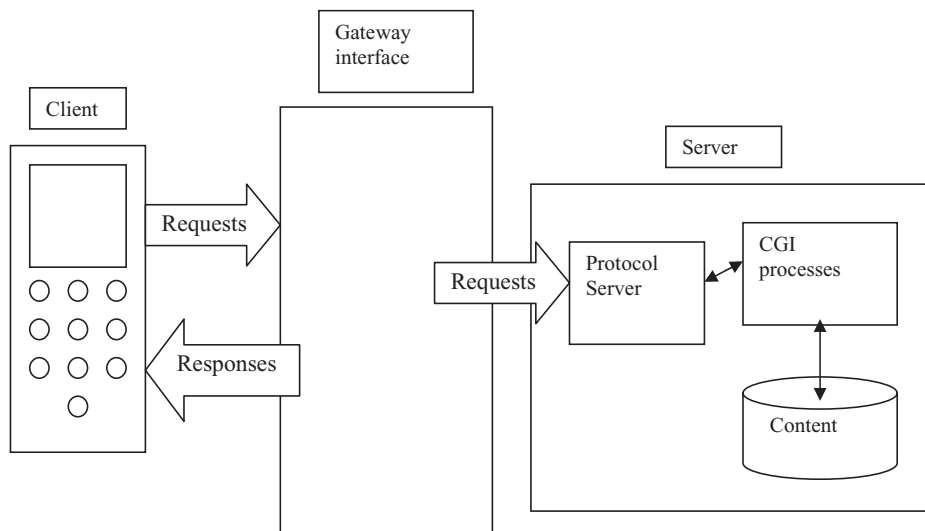 Gateway
interface
Client
Server
Requests
Requests
Protocol
Server
CGI
processes
Responses
Content